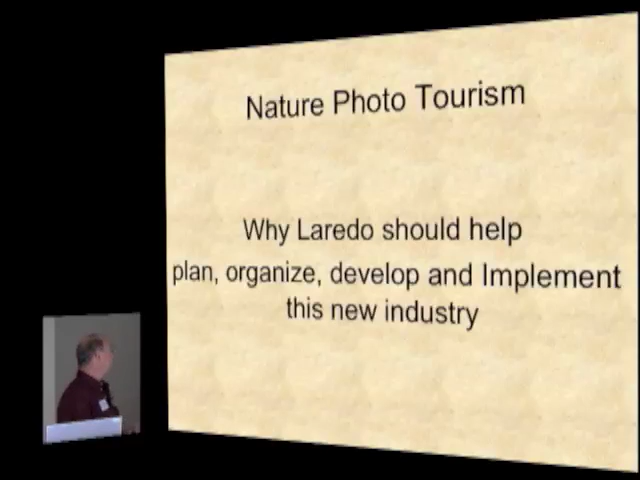 Nature Photo Tourism
Why Laredo should help
plan, organize, develop and Implement
this new industry